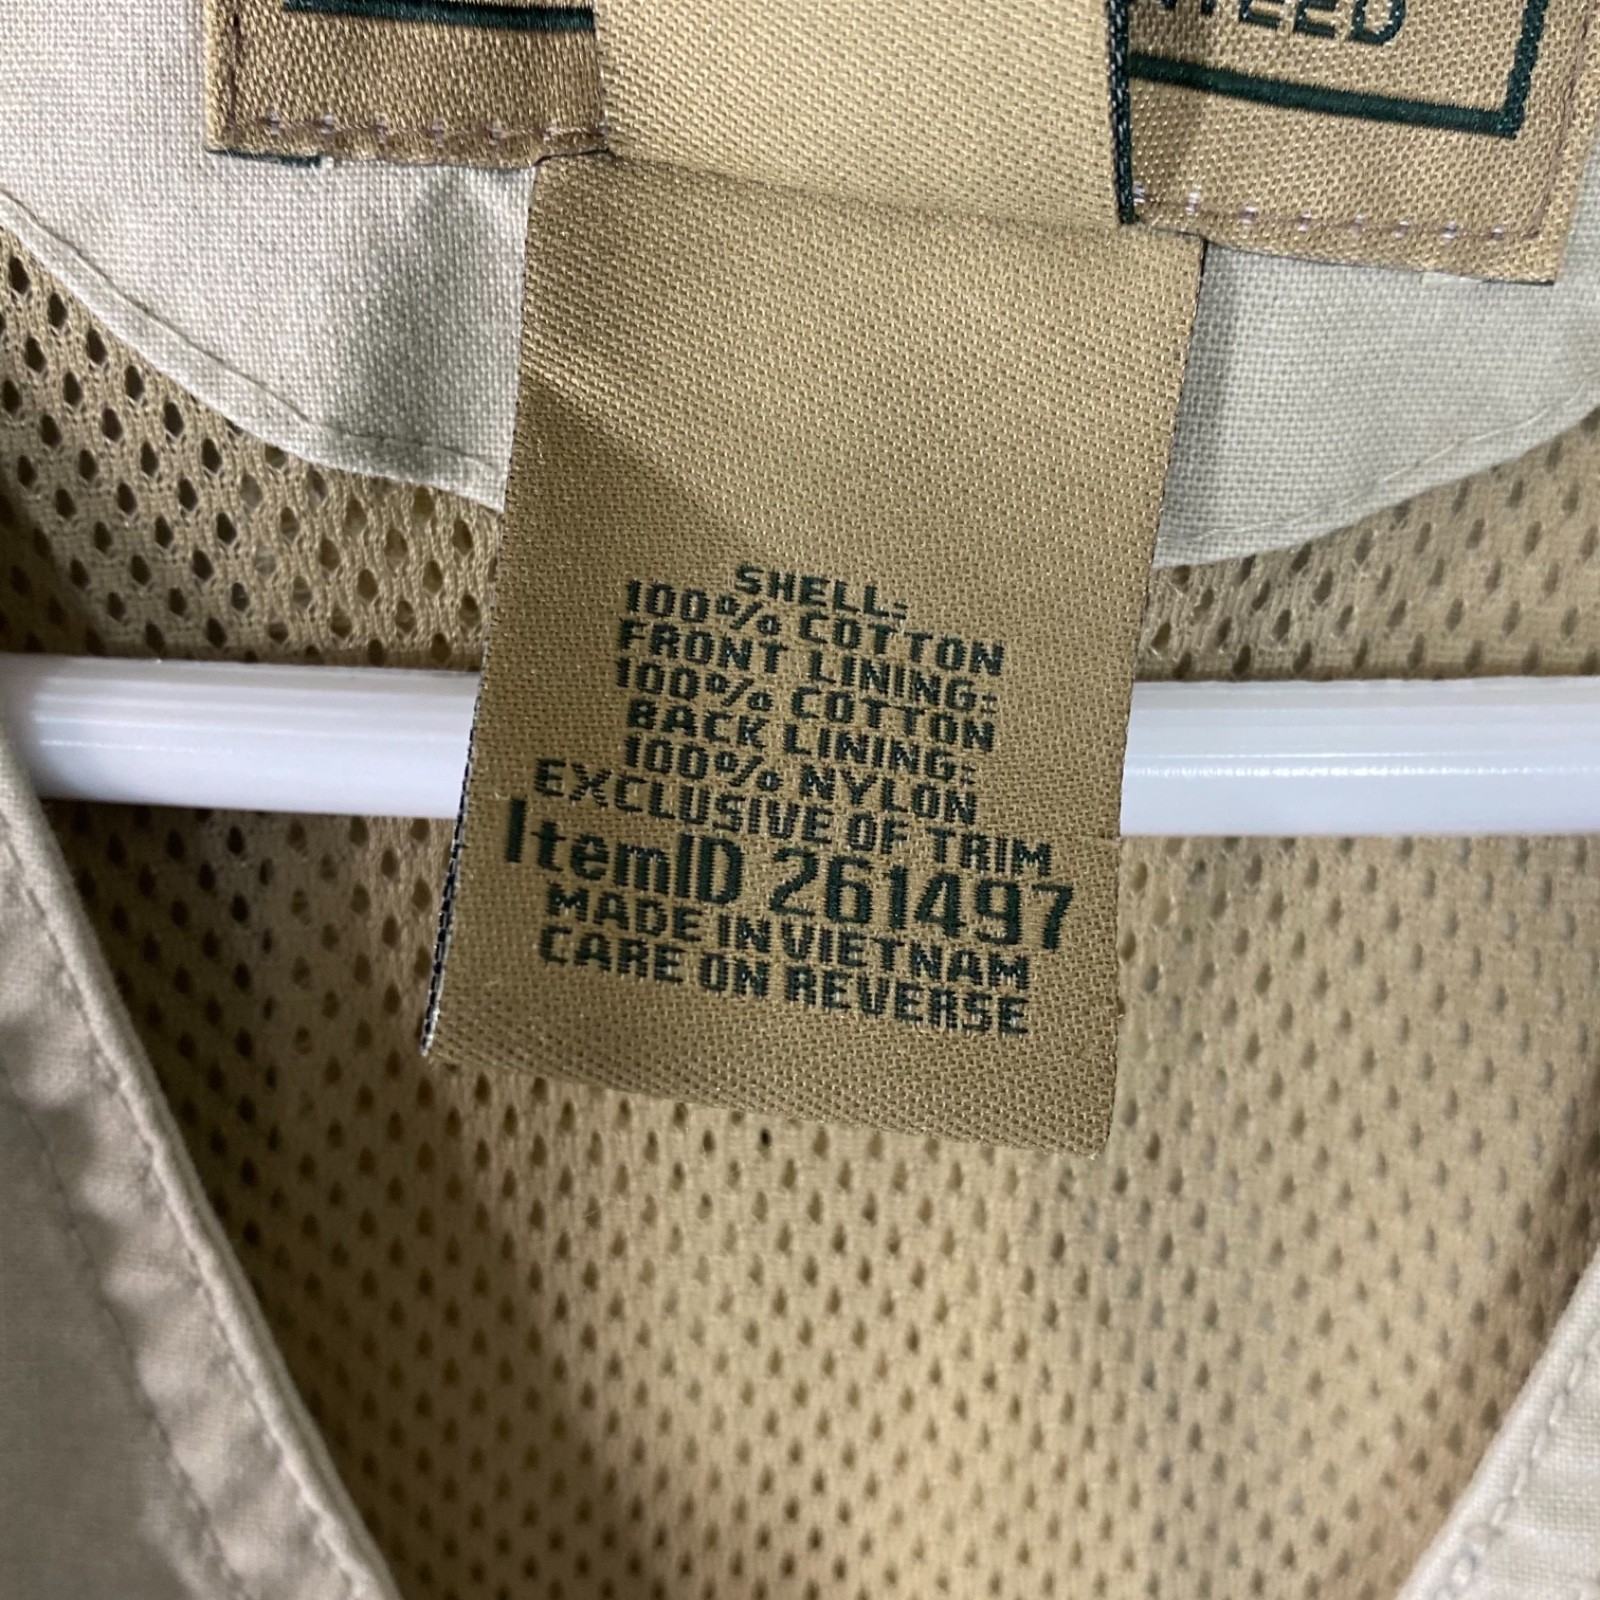 SHELL:
100% COTTON
FRONT LINING:
100% COTTON
BACK LINING:
100% NYLON
EXCLUSIVE OF TRIM
ItemID 261497
MADE IN VIETNAM
CARE ON REVERSE